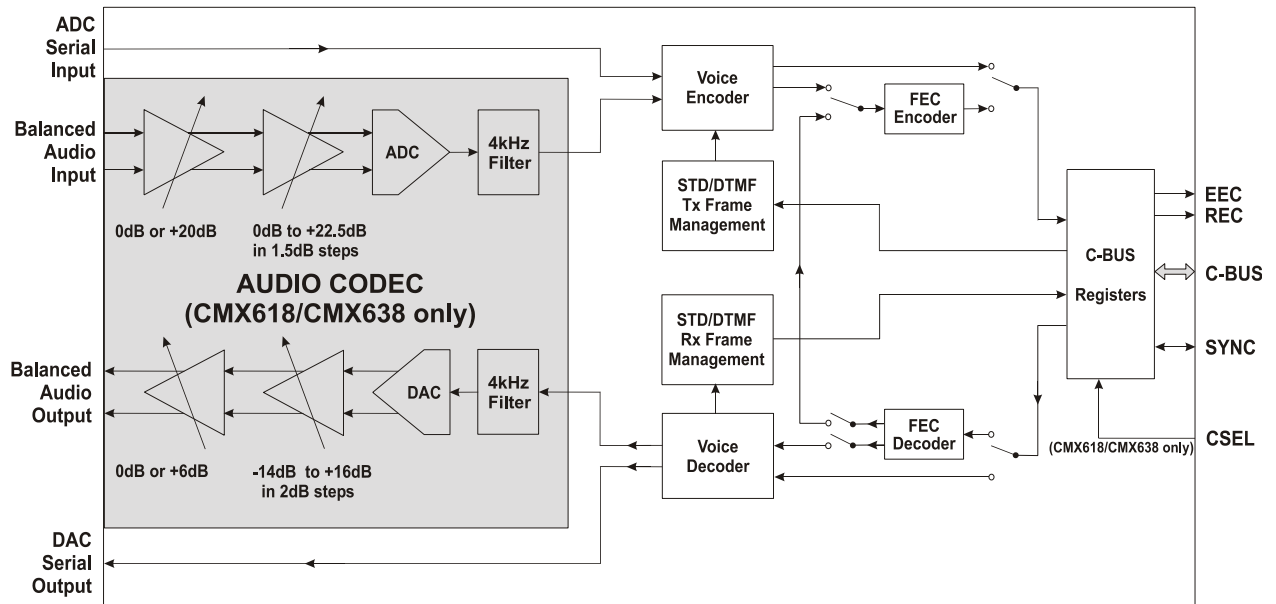 ADC
Serial
Input
Balanced
Audio
Input
0dB or +20dB
0dB to +22.5dB
in 1.5dB steps
ADC
4kHz
Filter
AUDIO CODEC
(CMX618/CMX638 only)
Balanced
Audio
Output
0dB or +6dB
-14dB to +16dB
in 2dB steps
DAC
4kHz
Filter
DAC
Serial
Output
Voice
Encoder
FEC
Encoder
STD/DTMF
Tx Frame
Management
STD/DTMF
Rx Frame
Management
Voice
Decoder
FEC
Decoder
C-BUS
Registers
(CMX618/CMX638 only)
EEC
REC
C-BUS
SYNC
CSEL